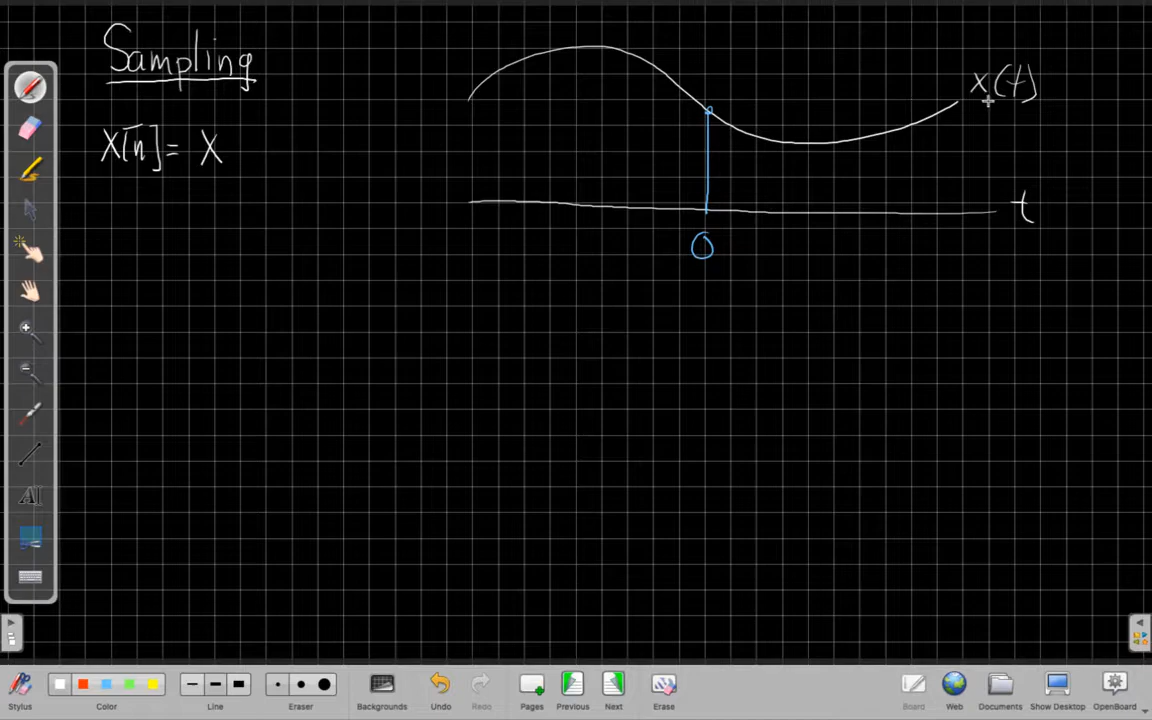 Sampling
x(t)
x[n] = x
t
0
Stylus
Color
Line
Eraser
Backgrounds
Undo
Redo
Pages
Previous
Next
Erase
Board
Web
Documents
Show Desktop
OpenBoard